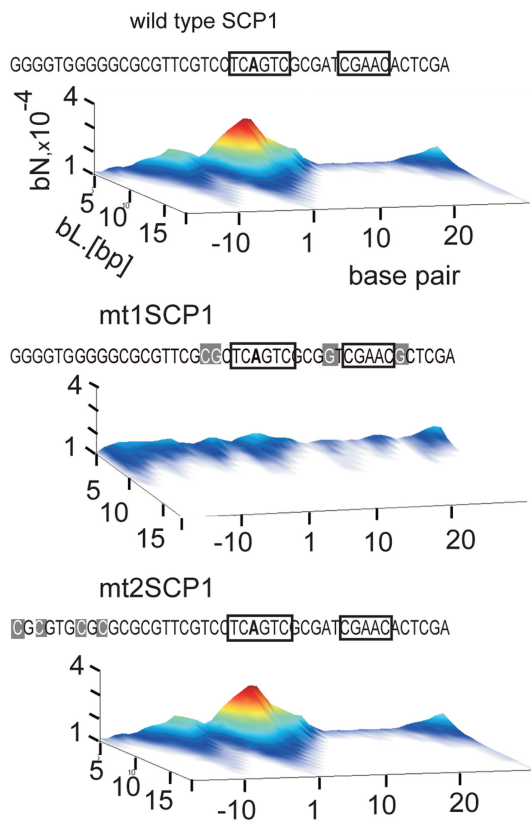 wild type SCP1
GGGGTGGGGGCGCGTTCGTCCTCAGTCGCGATCGAACACTCGA
bN,x10-4
4
1
5
10
15
bL.[bp]
-10 1 10 20
base pair
mt1SCP1
GGGGTGGGGGCGCGTTCGCGCTCAGTCGCGGTCGAACGCTCGA
4
1
5
10
15
-10 1 10 20
mt2SCP1
CGCGTGCGCGCGCGTTCGTCCTCAGTCGCGATCGAACACTCGA
4
1
5
10
15
-10 1 10 20